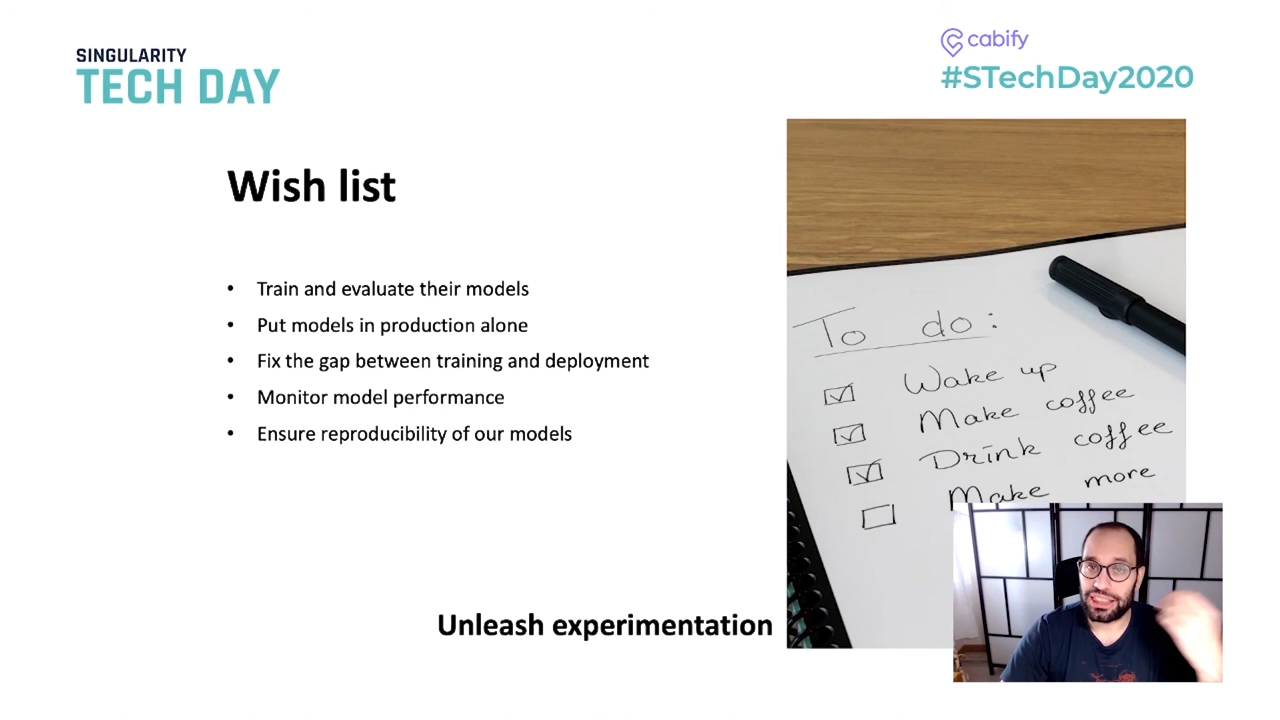 SINGULARITY
TECH DAY
cabify
#STechDay2020
Wish list
• Train and evaluate their models
• Put models in production alone
• Fix the gap between training and deployment
• Monitor model performance
• Ensure reproducibility of our models
Unleash experimentation
To do:
Wake up
Make coffee
Drink coffee
Make more